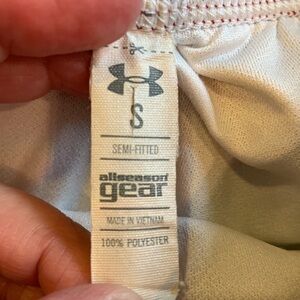 S
SEMI-FITTED
allseason
gear
MADE IN VIETNAM
100% POLYESTER